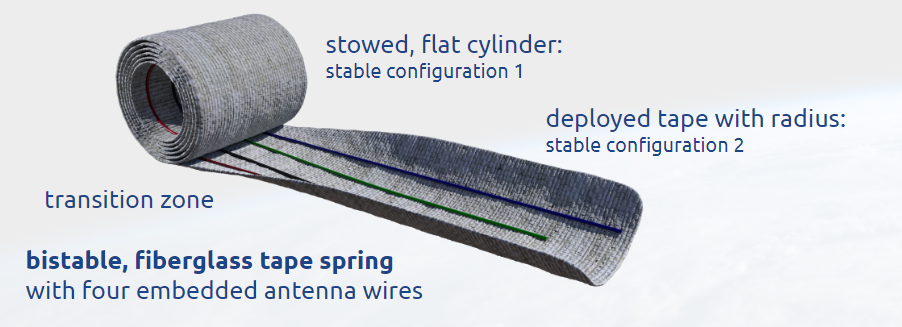 stowed, flat cylinder:
stable configuration 1
deployed tape with radius:
stable configuration 2
transition zone
bistable, fiberglass tape spring
with four embedded antenna wires